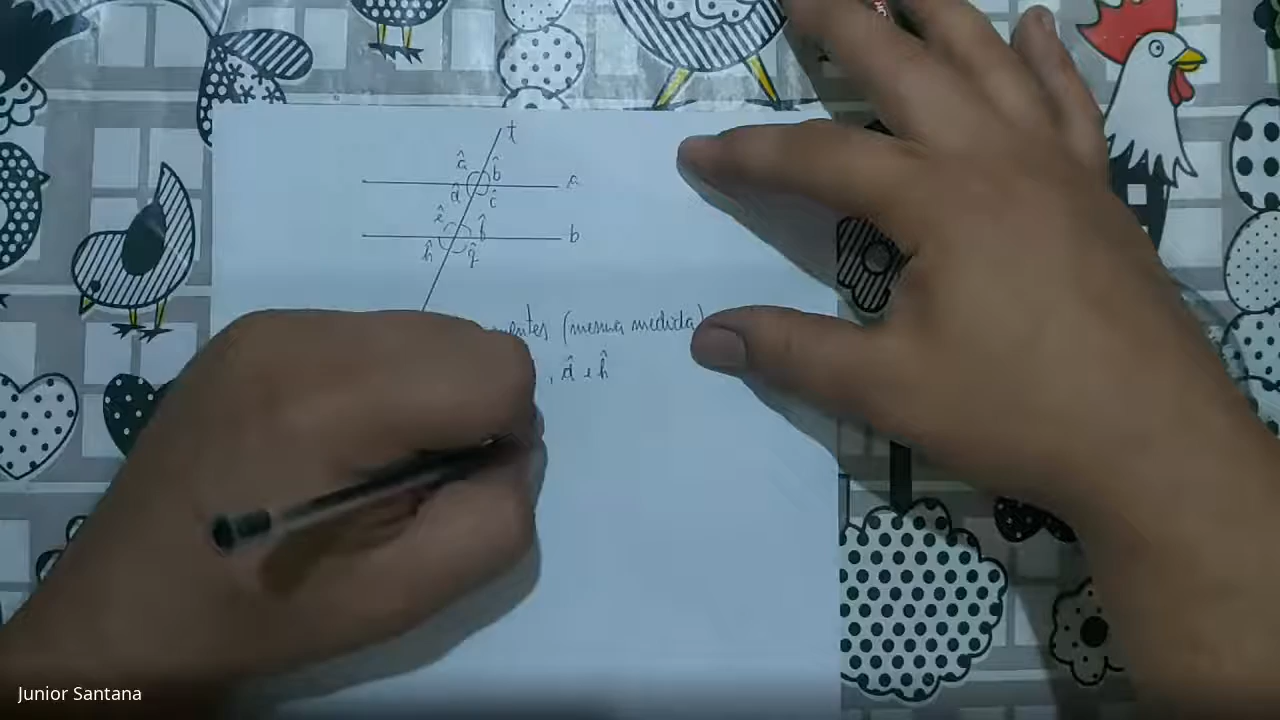 t
â b̂
a
d̂ ĉ
b
ĥ ĝ
(mesma medida)
, d̂ e ĥ
Junior Santana